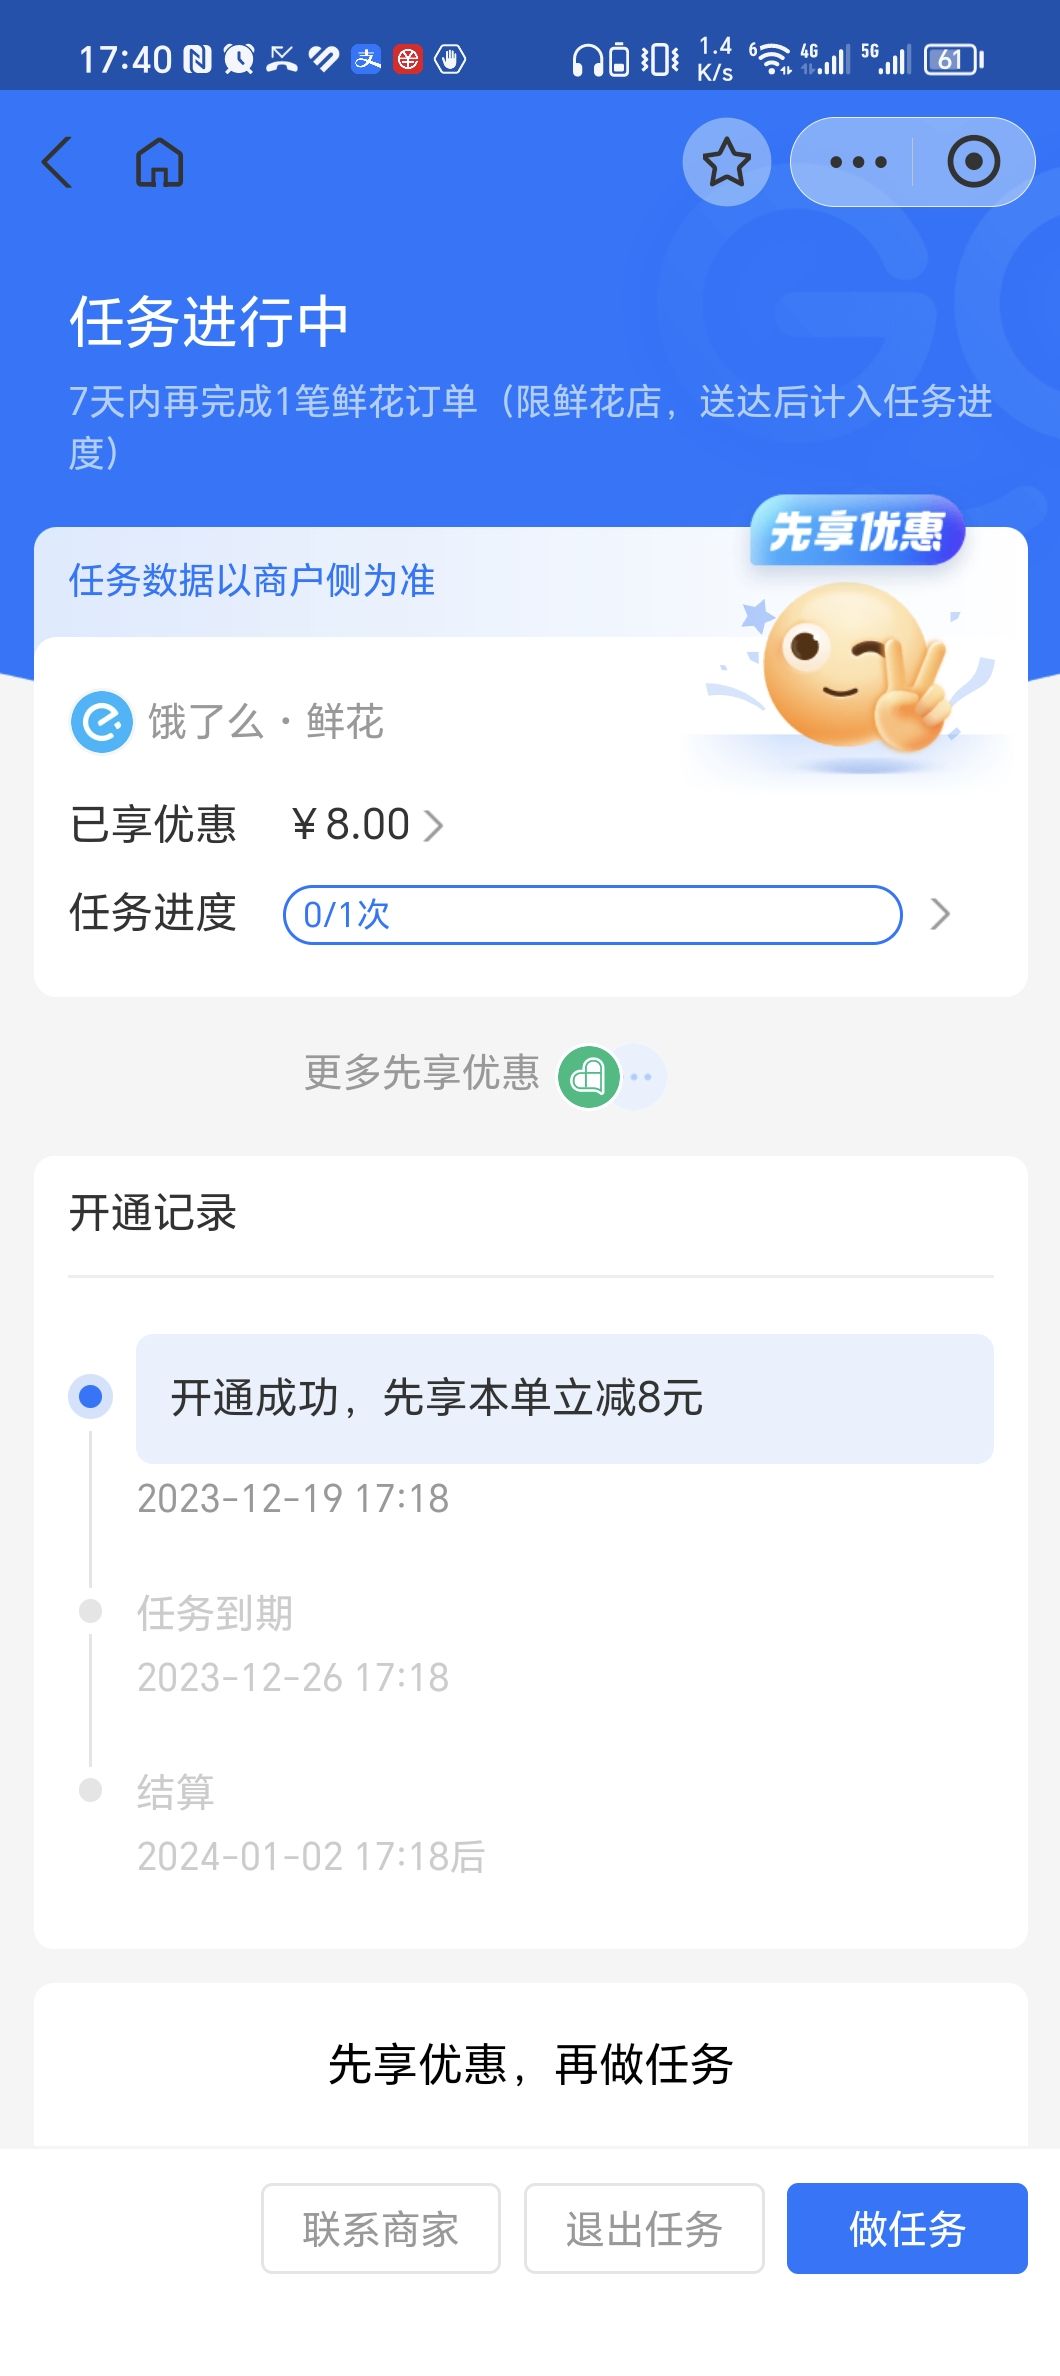 17:40
1.4
K/s
6
4G
5G
61
任务进行中
7天内再完成1笔鲜花订单（限鲜花店，送达后计入任务进
度）
先享优惠
任务数据以商户侧为准
饿了么·鲜花
已享优惠 ￥8.00
任务进度 0/1次
更多先享优惠
开通记录
开通成功，先享本单立减8元
2023-12-19 17:18
任务到期
2023-12-26 17:18
结算
2024-01-02 17:18后
先享优惠，再做任务
联系商家 退出任务 做任务